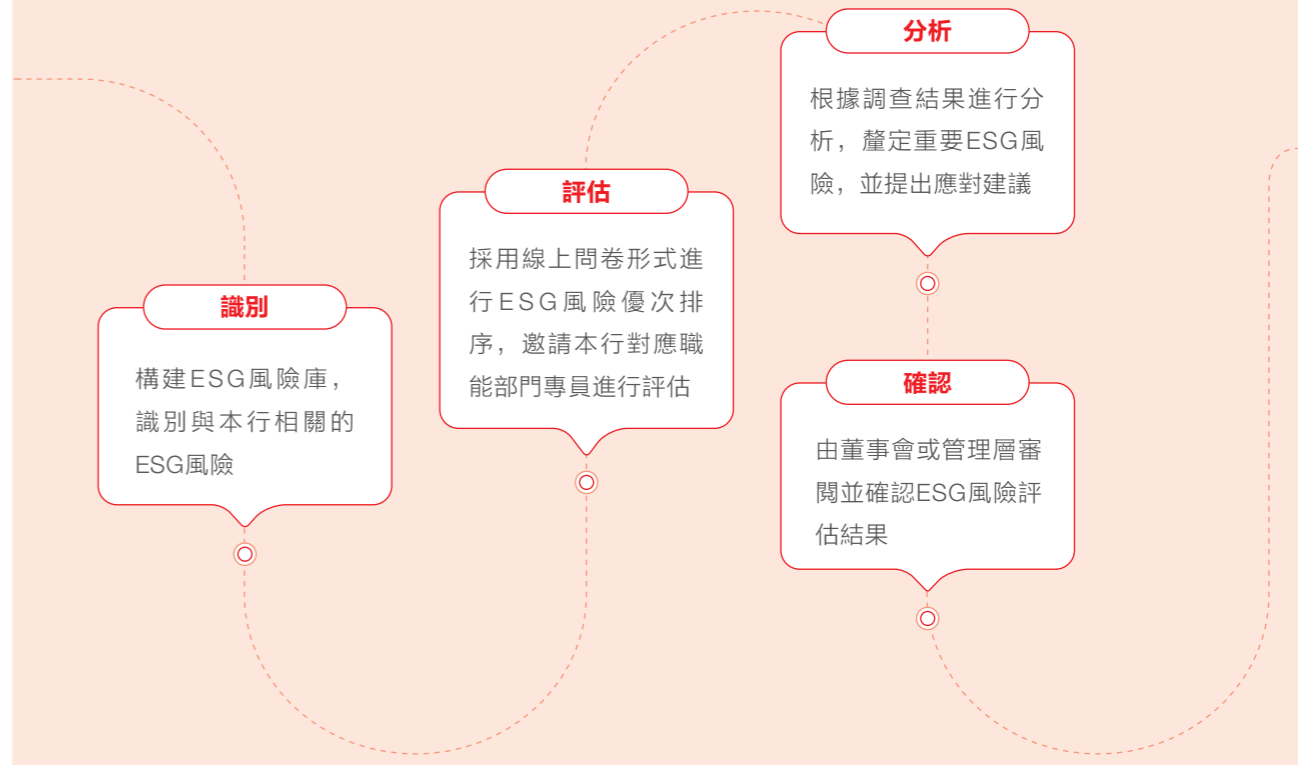 識別
構建ESG風險庫，
識別與本行相關的
ESG風險
評估
採用線上問卷形式進
行ESG風險優次排
序，邀請本行對應職
能部門專員進行評估
分析
根據調查結果進行分
析，釐定重要ESG風
險，並提出應對建議
確認
由董事會或管理層審
閱並確認ESG風險評
估結果